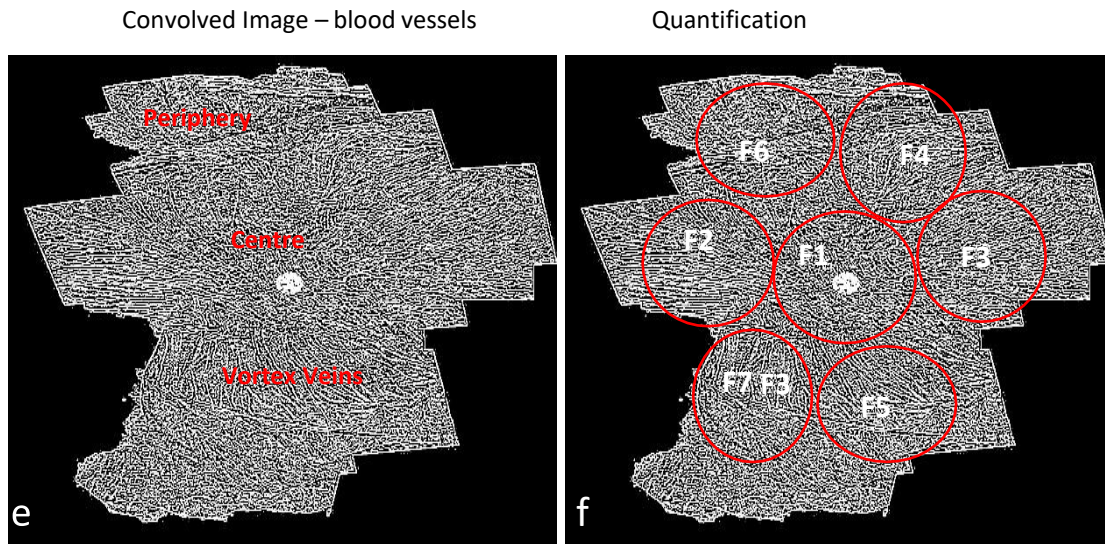 Convolved Image – blood vessels
Quantification
Periphery
Centre
Vortex Veins
e
F6
F4
F2
F1
F3
F7 F3
F5
f